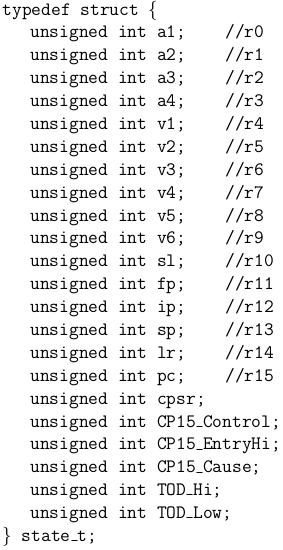 typedef struct {
unsigned int a1; //r0
unsigned int a2; //r1
unsigned int a3; //r2
unsigned int a4; //r3
unsigned int v1; //r4
unsigned int v2; //r5
unsigned int v3; //r6
unsigned int v4; //r7
unsigned int v5; //r8
unsigned int v6; //r9
unsigned int sl; //r10
unsigned int fp; //r11
unsigned int ip; //r12
unsigned int sp; //r13
unsigned int lr; //r14
unsigned int pc; //r15
unsigned int cpsr;
unsigned int CP15_Control;
unsigned int CP15_EntryHi;
unsigned int CP15_Cause;
unsigned int TOD_Hi;
unsigned int TOD_Low;
} state_t;